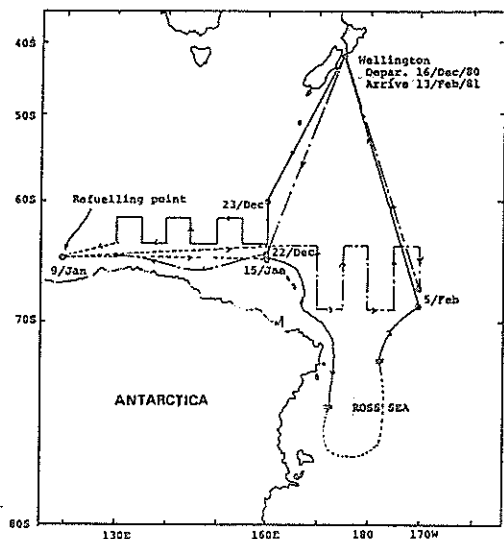 40S
Wellington
Depar. 16/Dec/80
Arrive 13/Feb/81
50S
Refuelling point
60S
23/Dec
22/Dec
9/Jan
15/Jan
5/Feb
70S
ANTARCTICA
ROSS SEA
80S
130E
160E
180
170W